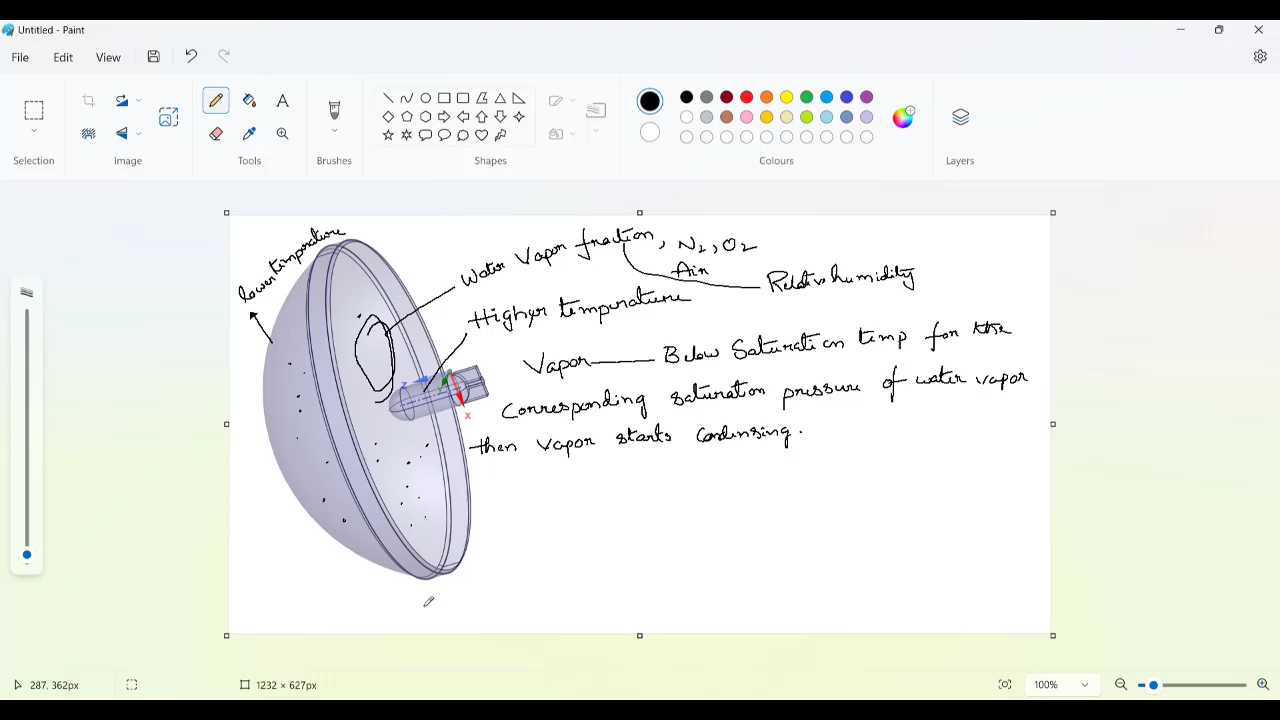 Untitled - Paint
File Edit View
Selection Image Tools Brushes Shapes Colours Layers
lower temperature
Water Vapor fraction, N2, O2
Air
Relative humidity
Higher temperature
Vapor — Below Saturation temp for the
Corresponding saturation pressure of water vapor
then vapor starts Condensing.
z
x
287, 362px
1232 × 627px
100%